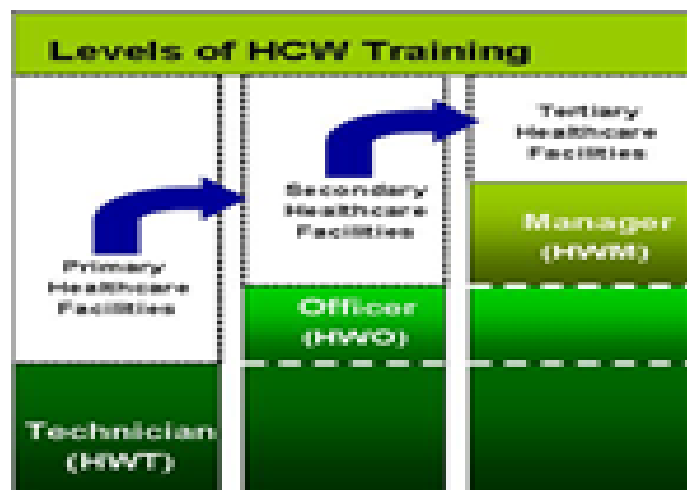 Levels of HCW Training
Primary
Healthcare
Facilities
Technician
(HWT)
Secondary
Healthcare
Facilities
Officer
(HWO)
Tertiary
Healthcare
Facilities
Manager
(HWM)